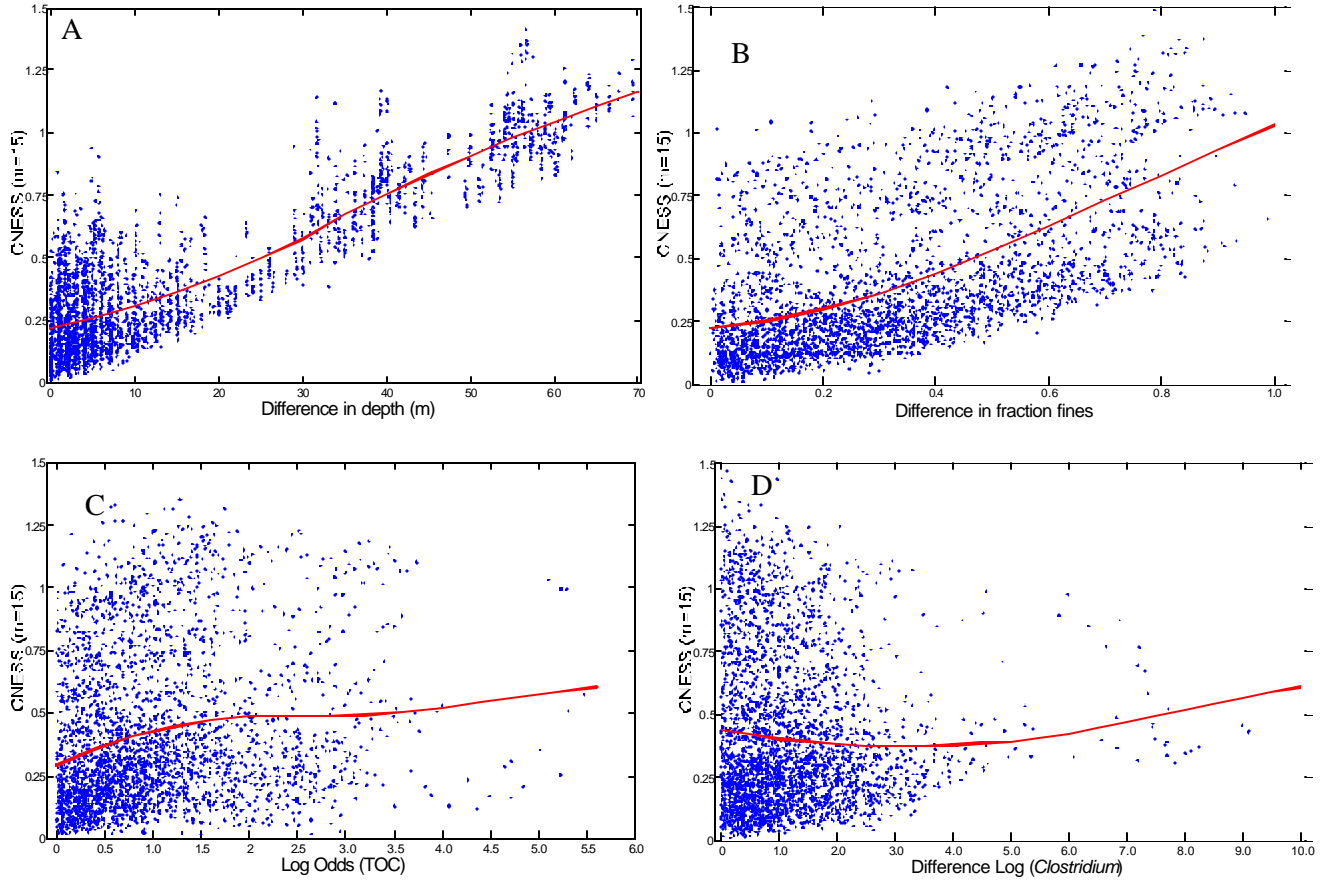 A
CNESS (m=15)
1.5
1.25
1
0.75
0.5
0.25
0
0 10 20 30 40 50 60 70
Difference in depth (m)
B
CNESS (m=15)
1.5
1.25
1
0.75
0.5
0.25
0
0 0.2 0.4 0.6 0.8 1.0
Difference in fraction fines
C
CNESS (m=15)
1.5
1.25
1
0.75
0.5
0.25
0
0 0.5 1.0 1.5 2.0 2.5 3.0 3.5 4.0 4.5 5.0 5.5 6.0
Log Odds (TOC)
D
CNESS (m=15)
1.5
1.25
1
0.75
0.5
0.25
0
0 1.0 2.0 3.0 4.0 5.0 6.0 7.0 8.0 9.0 10.0
Difference Log (Clostridium)